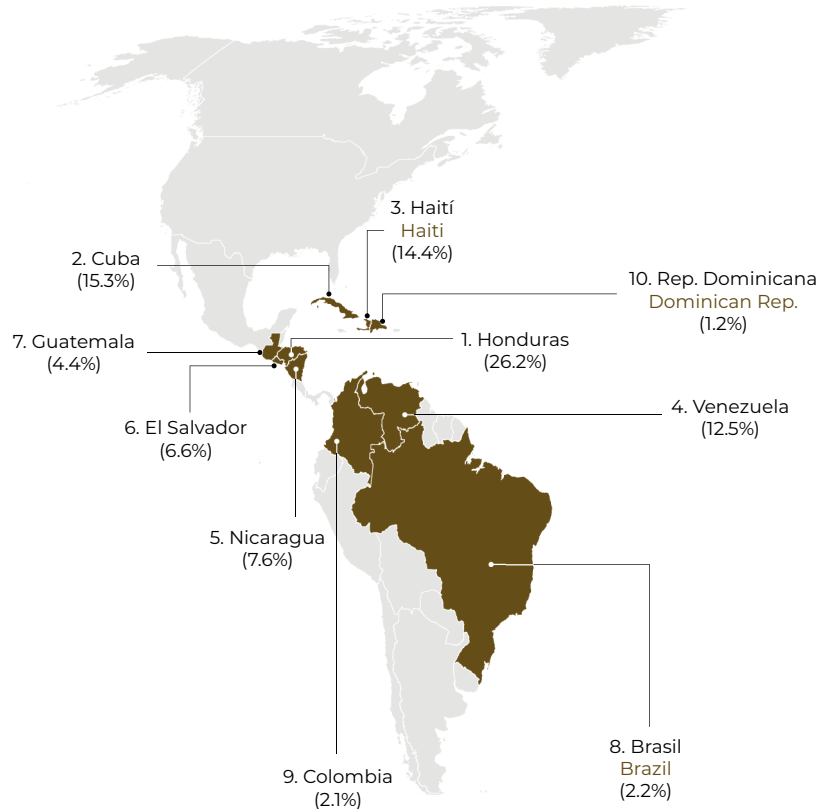 3. Haití
Haiti
(14.4%)
2. Cuba
(15.3%)
10. Rep. Dominicana
Dominican Rep.
(1.2%)
7. Guatemala
(4.4%)
1. Honduras
(26.2%)
6. El Salvador
(6.6%)
4. Venezuela
(12.5%)
5. Nicaragua
(7.6%)
8. Brasil
Brazil
(2.2%)
9. Colombia
(2.1%)